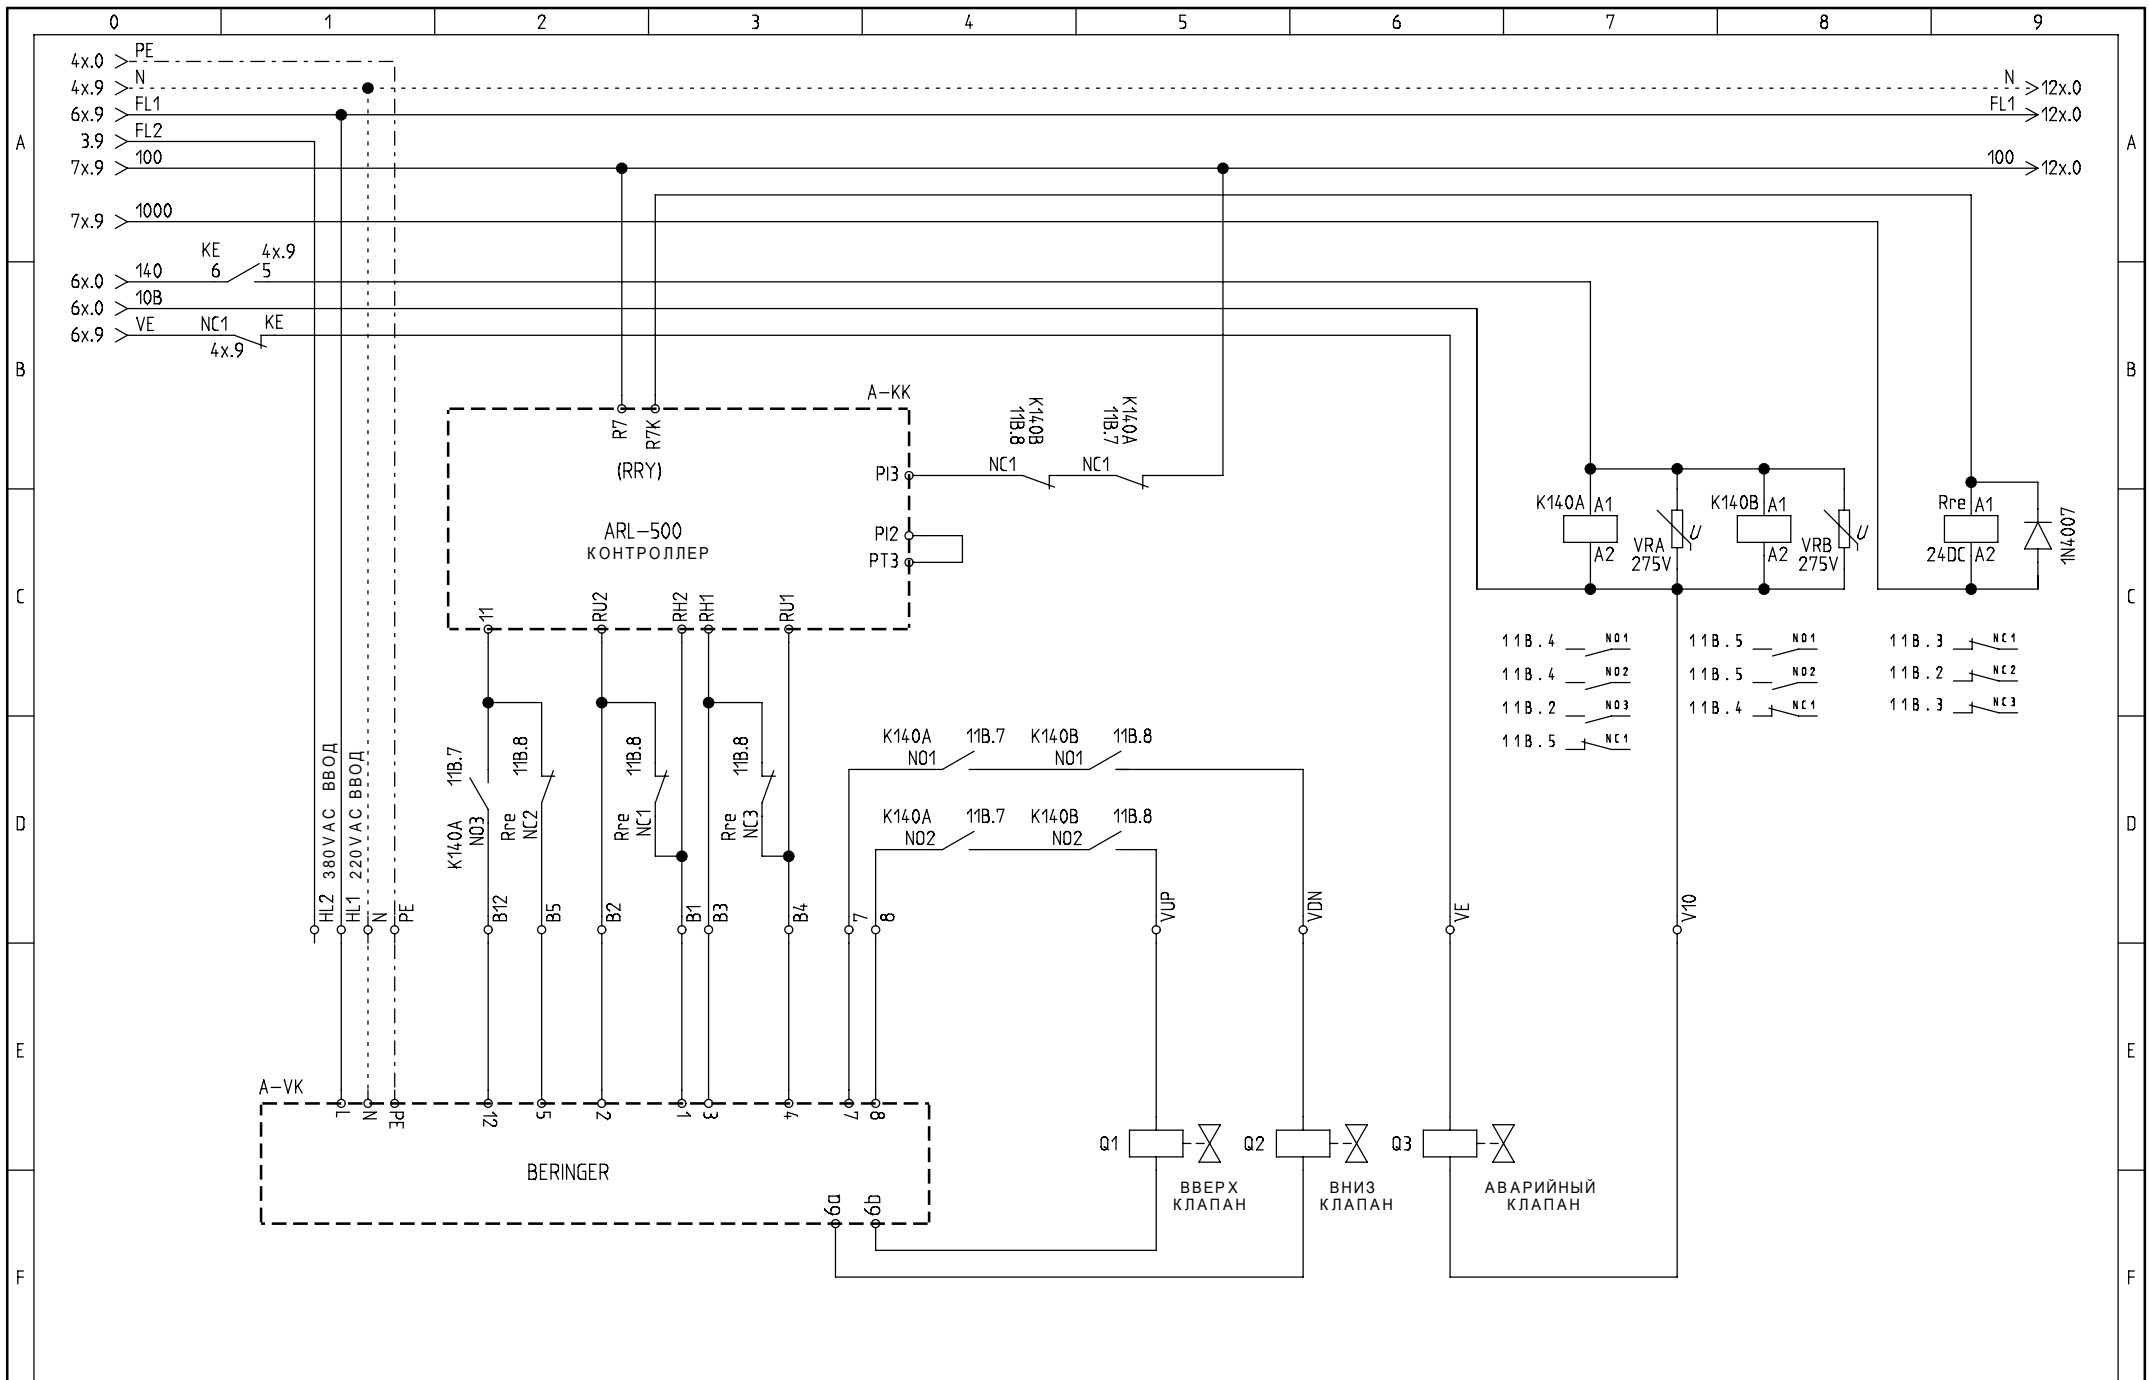 0 1 2 3 4 5 6 7 8 9
4x.0 PE
4x.9 N N 12x.0
6x.9 FL1 FL1 12x.0
A 3.9 FL2 A
7x.9 100 100 12x.0
7x.9 1000
KE 4x.9
6x.0 140 6 5
6x.0 10B
6x.9 VE NC1 KE
4x.9
B B
A-KK
R7 R7K
(RRY)
K140B 11B.8
K140A 11B.7
PI3 NC1 NC1
ARL-500
КОНТРОЛЛЕР
PI2
PT3
K140A A1 A2
VRA 275V U
K140B A1 A2
VRB 275V U
Rre A1
24DC A2
1N4007
C C
11 RU2 RH2 RH1 RU1
11B.4 NO1 11B.5 NO1 11B.3 NC1
11B.4 NO2 11B.5 NO2 11B.2 NC2
11B.2 NO3 11B.4 NC1 11B.3 NC3
11B.5 NC1
K140A 11B.7 K140B 11B.8
NO1 NO1
K140A 11B.7 K140B 11B.8
NO2 NO2
D D
HL2 380VAC ВВОД
HL1 220VAC ВВОД
N
PE
K140A 11B.7
NO3
Rre 11B.8
NC2
Rre 11B.8
NC1
Rre 11B.8
NC3
B12 B5 B2 B1 B3 B4 7 8 VUP VDN VE V10
E E
A-VK
L N PE 12 5 2 1 3 4 7 8
Q1 Q2 Q3
BERINGER
6a 6b
ВВЕРХ
КЛАПАН
ВНИЗ
КЛАПАН
АВАРИЙНЫЙ
КЛАПАН
F F